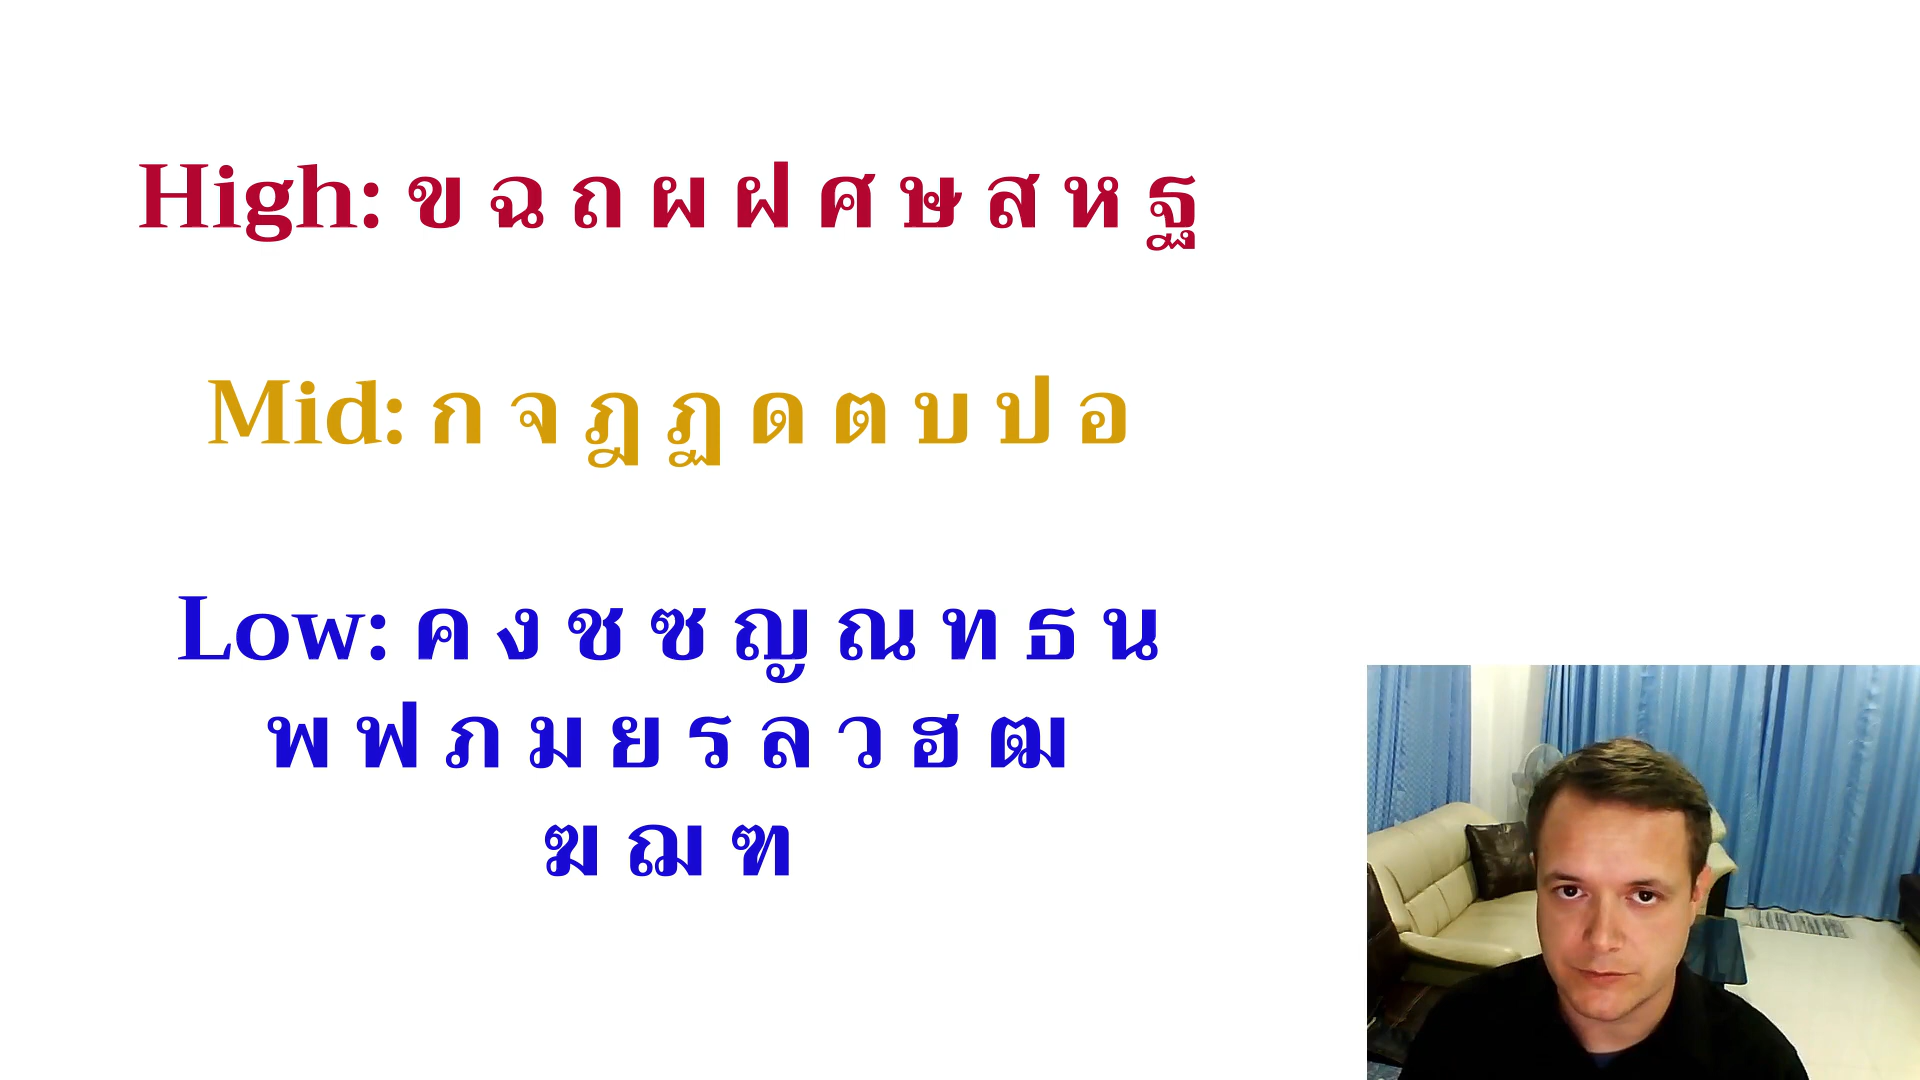 High: ข ฉ ถ ผ ฝ ศ ษ ส ห ฐ
Mid: ก จ ฎ ฏ ด ต บ ป อ
Low: ค ง ช ซ ญ ณ ท ธ น
พ ฟ ภ ม ย ร ล ว ฮ ฒ
ฆ ฌ ฑ